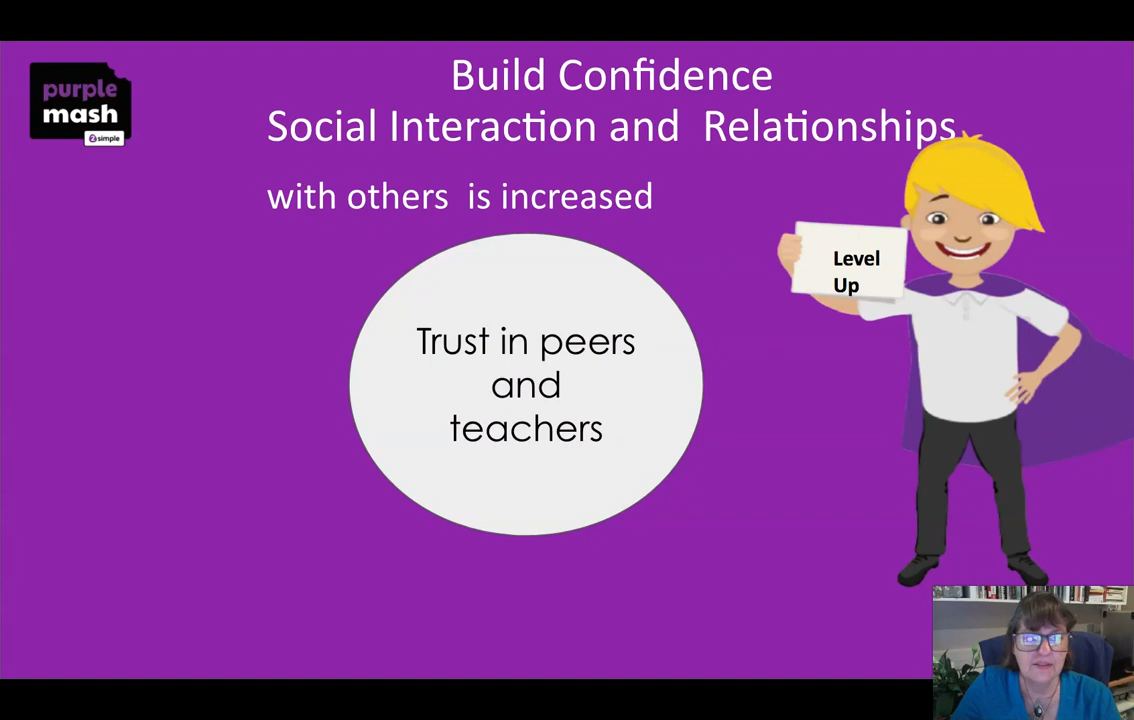 purple
mash
2simple
Build Confidence
Social Interaction and Relationships
with others is increased
Level
Up
Trust in peers
and
teachers